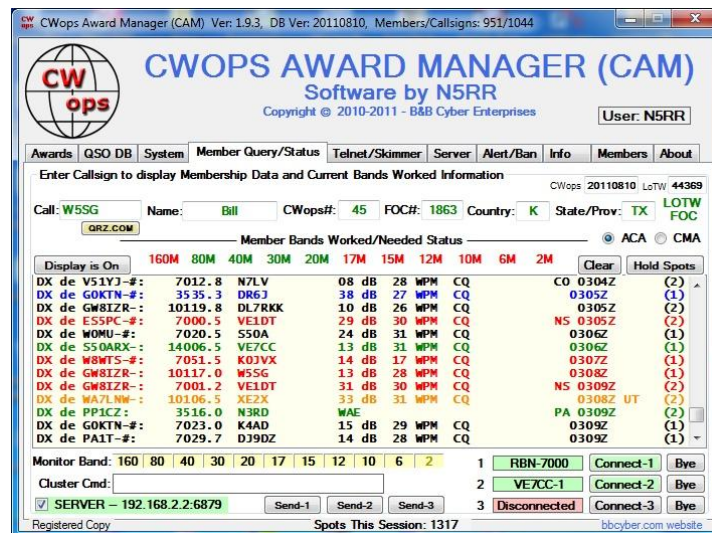 CWops Award Manager (CAM) Ver: 1.9.3, DB Ver: 20110810, Members/Callsigns: 951/1044
CW ops
CWOPS AWARD MANAGER (CAM)
Software by N5RR
Copyright @ 2010-2011 - B&B Cyber Enterprises
User: N5RR
Awards QSO DB System Member Query/Status Telnet/Skimmer Server Alert/Ban Info Members About
Enter Callsign to display Membership Data and Current Bands Worked Information
CWops 20110810 LoTW 44369
Call: W5SG Name: Bill CWops#: 45 FOC#: 1863 Country: K State/Prov: TX LOTW FOC
QRZ.COM
Member Bands Worked/Needed Status ACA CMA
Display is On 160M 80M 40M 30M 20M 17M 15M 12M 10M 6M 2M Clear Hold Spots
DX de V51YJ-#: 7012.8 N7LV 08 dB 28 WPM CQ CO 0304Z (2)
DX de G0KTN-#: 3535.3 DR6J 38 dB 27 WPM CQ 0305Z (1)
DX de GW8IZR-: 10119.8 DL7RKK 10 dB 26 WPM CQ 0305Z (2)
DX de ES5PC-#: 7000.5 VE1DT 29 dB 30 WPM CQ NS 0305Z (2)
DX de W0MU-#: 7020.5 S50A 24 dB 31 WPM CQ 0306Z (1)
DX de S50ARX-: 14006.5 VE7CC 13 dB 31 WPM CQ 0306Z (1)
DX de W8WTS-#: 7051.5 K0JVX 14 dB 17 WPM CQ 0307Z (1)
DX de GW8IZR-: 10117.0 W5SG 13 dB 28 WPM CQ 0308Z (1)
DX de GW8IZR-: 7001.2 VE1DT 31 dB 30 WPM CQ NS 0309Z (2)
DX de WA7LNW-: 10106.5 XE2X 33 dB 31 WPM CQ 0308Z UT (2)
DX de PP1CZ: 3516.0 N3RD WAE PA 0309Z (2)
DX de G0KTN-#: 7023.0 K4AD 15 dB 29 WPM CQ 0309Z (1)
DX de PA1T-#: 7029.7 DJ9DZ 14 dB 28 WPM CQ 0309Z (1)
Monitor Band: 160 80 40 30 20 17 15 12 10 6 2 1 RBN-7000 Connect-1 Bye
Cluster Cmd: 2 VE7CC-1 Connect-2 Bye
SERVER – 192.168.2.2:6879 Send-1 Send-2 Send-3 3 Disconnected Connect-3 Bye
Registered Copy Spots This Session: 1317 bbcyber.com website